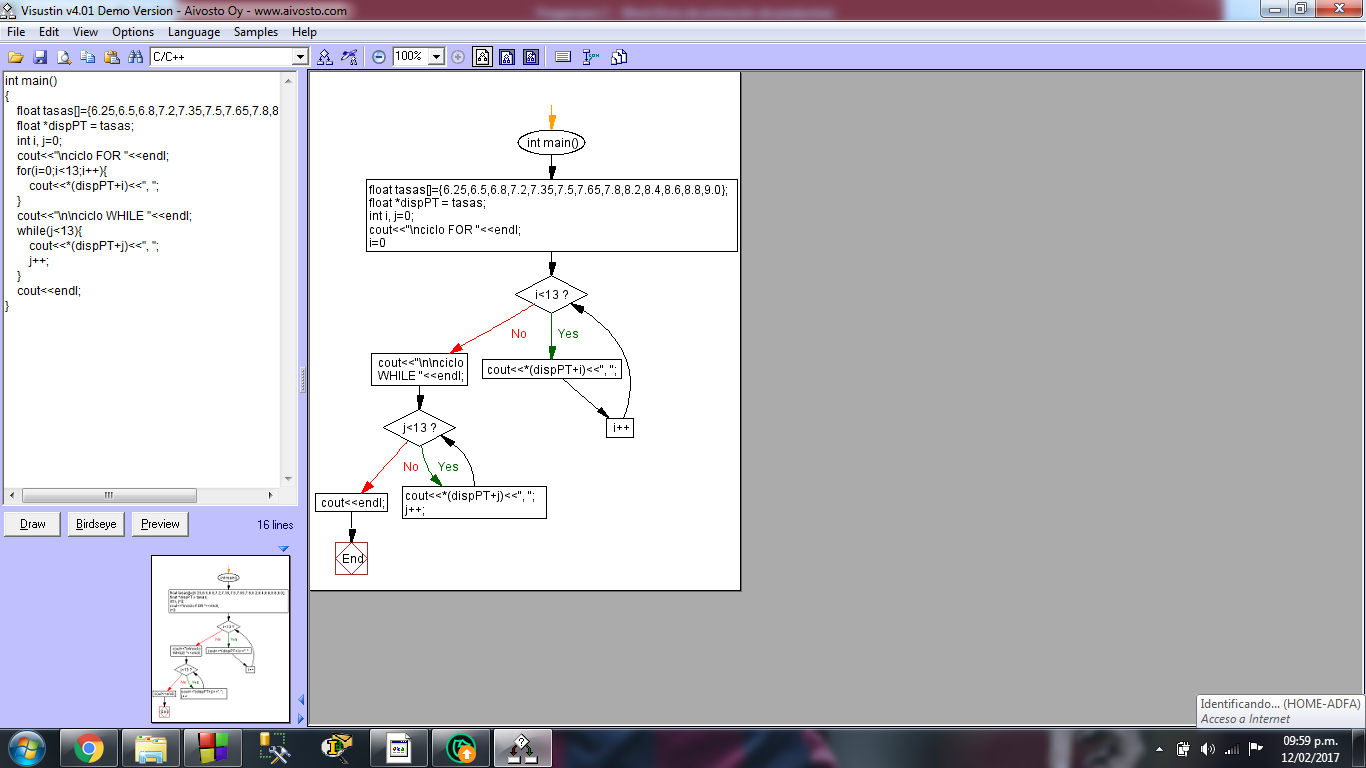 Visustin v4.01 Demo Version - Aivosto Oy - www.aivosto.com
File Edit View Options Language Samples Help
C/C++ 100%
int main()
{
float tasas[]={6.25,6.5,6.8,7.2,7.35,7.5,7.65,7.8,8
float *dispPT = tasas;
int i, j=0;
cout<<"\nciclo FOR "<<endl;
for(i=0;i<13;i++){
cout<<*(dispPT+i)<<", ";
}
cout<<"\n\nciclo WHILE "<<endl;
while(j<13){
cout<<*(dispPT+j)<<", ";
j++;
}
cout<<endl;
}
Draw Birdseye Preview 16 lines
int main()
float tasas[]={6.25,6.5,6.8,7.2,7.35,7.5,7.65,7.8,8.2,8.4,8.6,8.8,9.0};
float *dispPT = tasas;
int i, j=0;
cout<<"\nciclo FOR "<<endl;
i=0
i<13 ?
No Yes
cout<<"\n\nciclo
WHILE "<<endl;
cout<<*(dispPT+i)<<", ";
i++
j<13 ?
No Yes
cout<<endl;
cout<<*(dispPT+j)<<", ";
j++;
End
Identificando... (HOME-ADFA)
Acceso a Internet
09:59 p.m.
12/02/2017